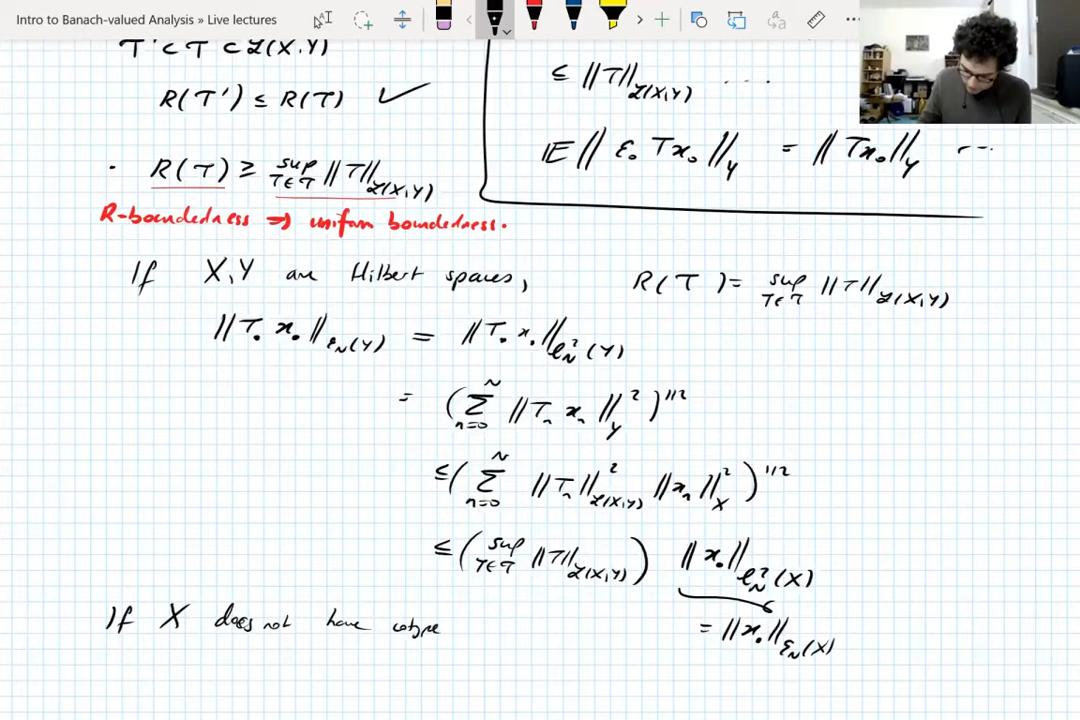 Intro to Banach-valued Analysis » Live lectures
T' ⊂ T ⊂ L(X,Y)
R(T') ≤ R(T) ✓
≤ ||T||_{L(X,Y)} ...
E || ε₀ T x₀ ||_Y = || T x₀ ||_Y ...
· R(T) ≥ sup_{T∈T} ||T||_{L(X,Y)}
R-boundedness ⇒ uniform boundedness.
If X,Y are Hilbert spaces, R(T) = sup_{T∈T} ||T||_{L(X,Y)}
||T. x.||_{ε_N(Y)} = ||T. x.||_{ℓ²_N(Y)}
= (Σ_{n=0}^N ||T_n x_n||_Y²)^{1/2}
≤ (Σ_{n=0}^N ||T_n||²_{L(X,Y)} ||x_n||²_X)^{1/2}
≤ (sup_{T∈T} ||T||_{L(X,Y)}) ||x.||_{ℓ²_N(X)}
= ||x.||_{ε_N(X)}
If X does not have cotype